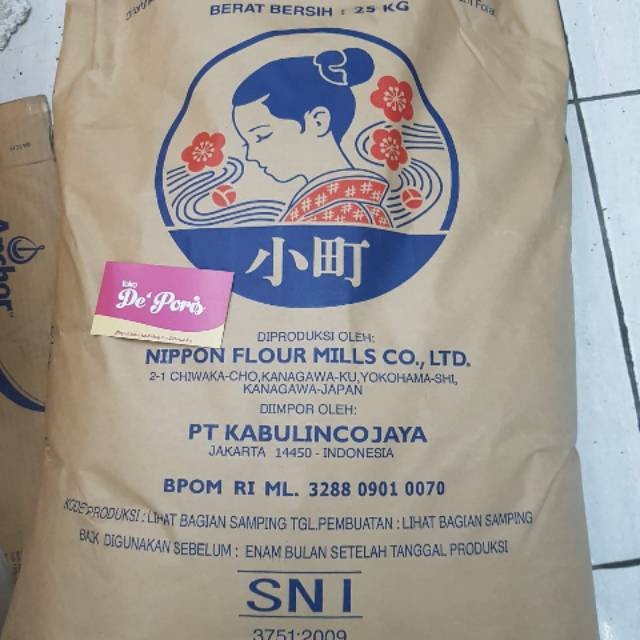 BERAT BERSIH : 25 KG
小町
toko
De' Poris
DIPRODUKSI OLEH:
NIPPON FLOUR MILLS CO., LTD.
2-1 CHIWAKA-CHO,KANAGAWA-KU,YOKOHAMA-SHI,
KANAGAWA-JAPAN
DIIMPOR OLEH:
PT KABULINCO JAYA
JAKARTA 14450 - INDONESIA
BPOM RI ML. 3288 0901 0070
KODE PRODUKSI : LIHAT BAGIAN SAMPING TGL.PEMBUATAN : LIHAT BAGIAN SAMPING
BAIK DIGUNAKAN SEBELUM : ENAM BULAN SETELAH TANGGAL PRODUKSI
SNI
3751:2009
Anchor